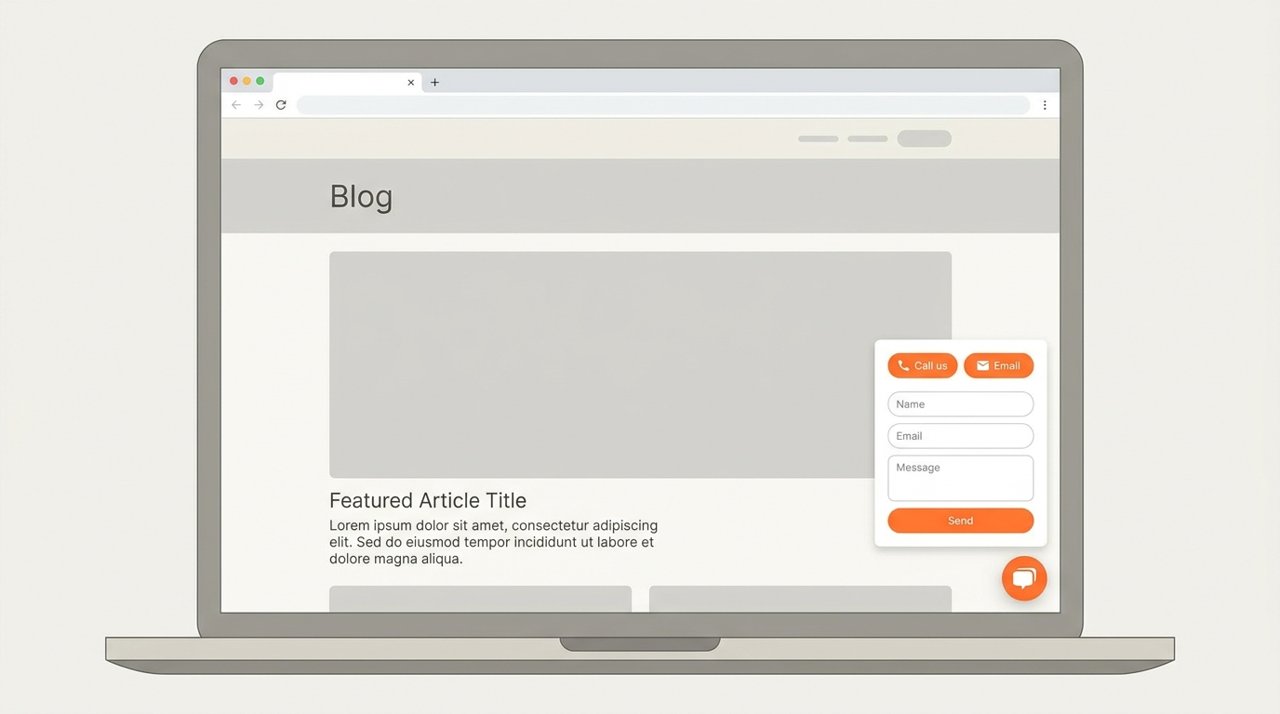 Blog
Call us
Email
Name
Email
Message
Send
Featured Article Title
Lorem ipsum dolor sit amet, consectetur adipiscing
elit. Sed do eiusmod tempor incididunt ut labore et
dolore magna aliqua.